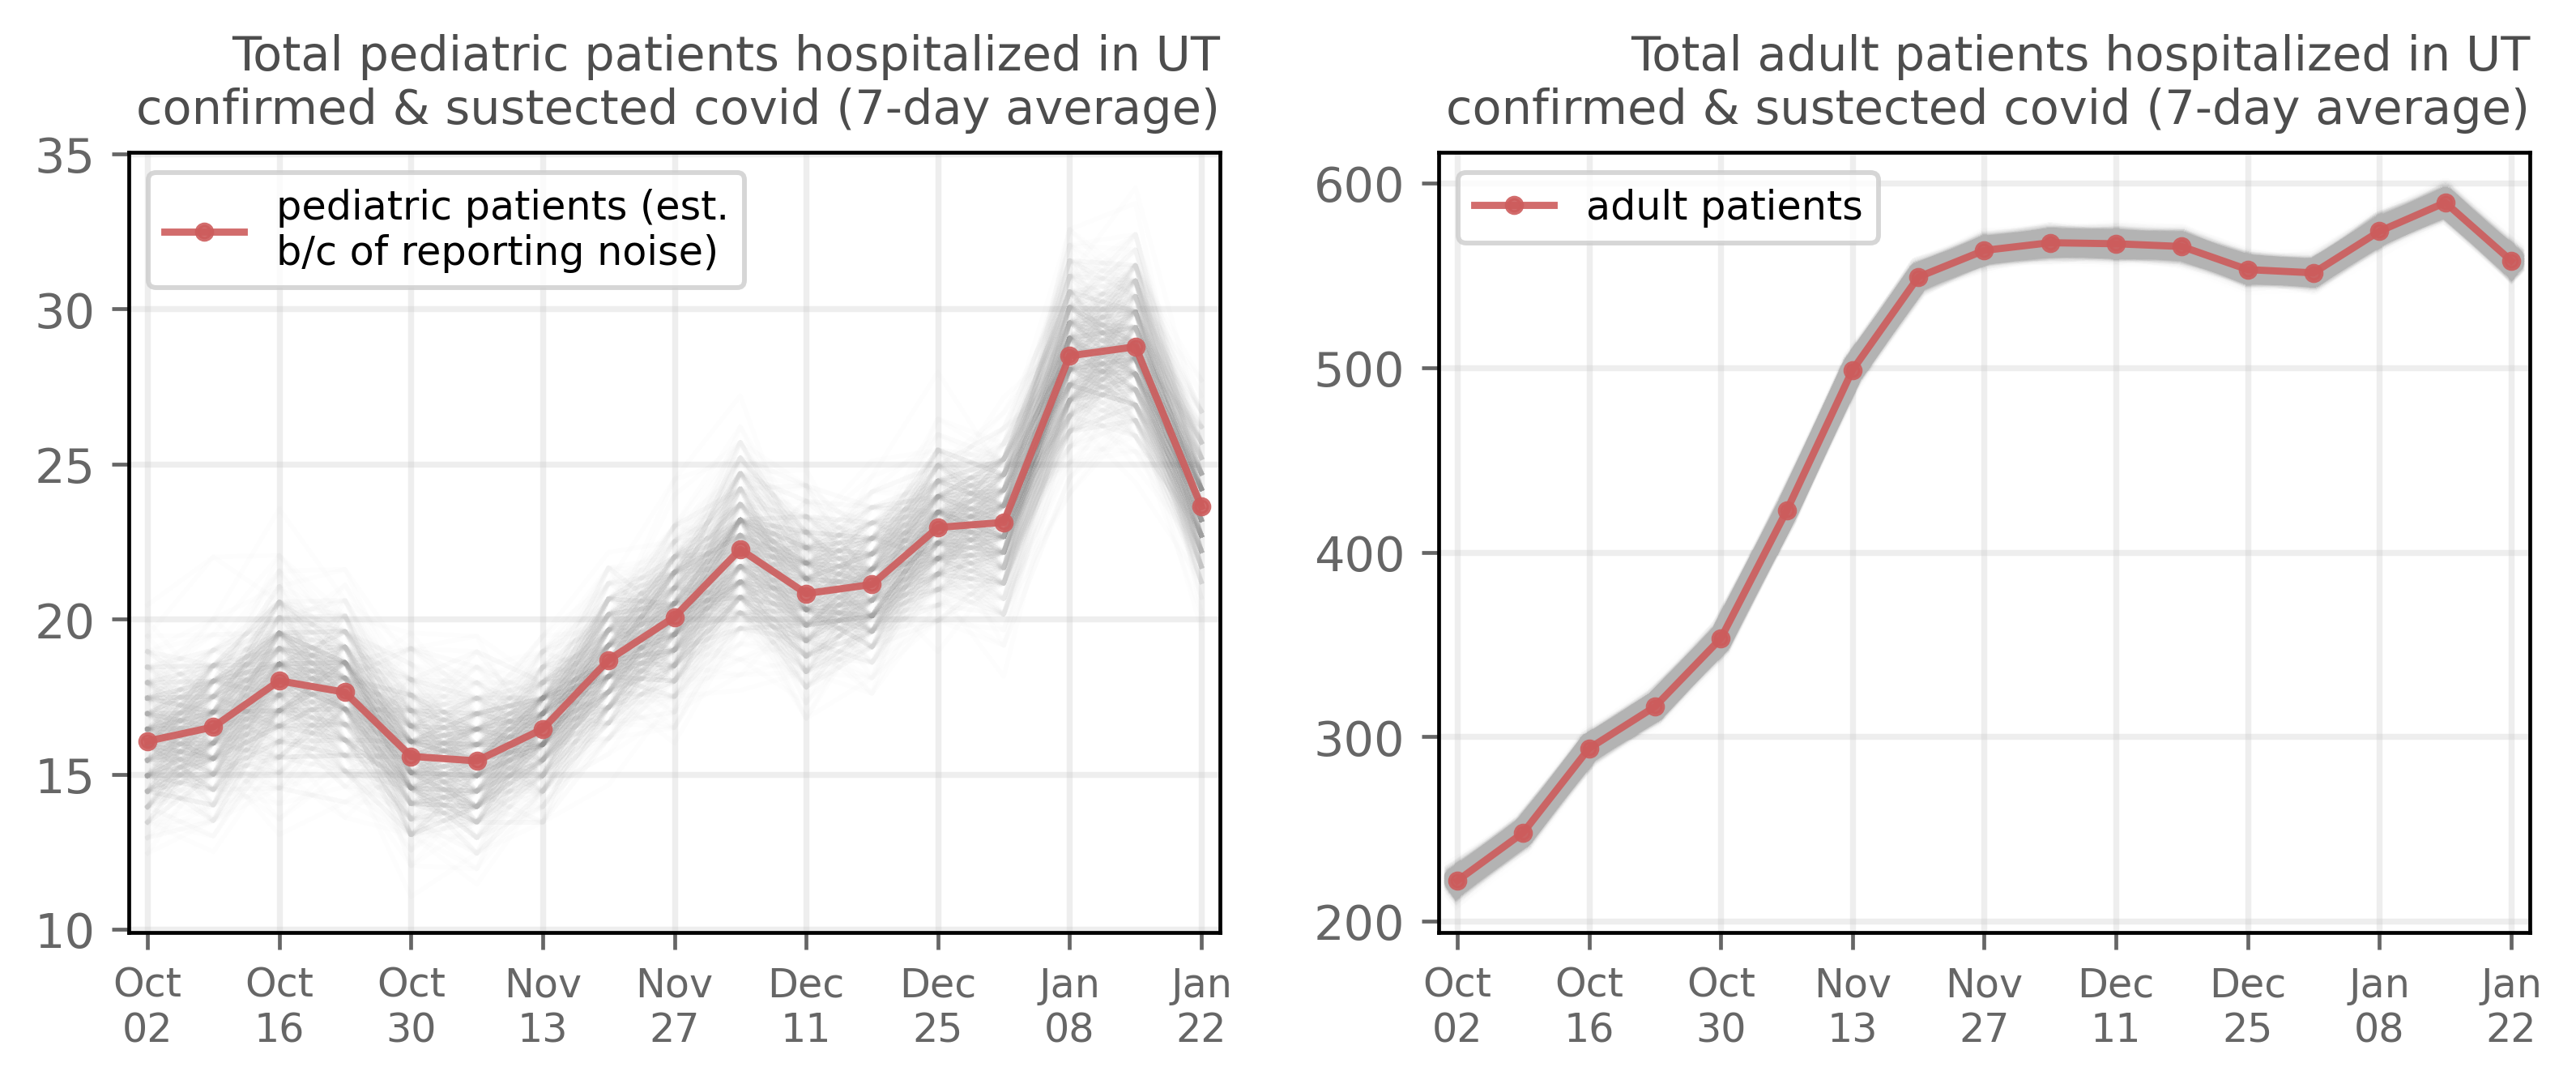 Total pediatric patients hospitalized in UT
confirmed & sustected covid (7-day average)
35
30
25
20
15
10
pediatric patients (est.
b/c of reporting noise)
Oct Oct Oct Nov Nov Dec Dec Jan Jan
02 16 30 13 27 11 25 08 22
Total adult patients hospitalized in UT
confirmed & sustected covid (7-day average)
600
500
400
300
200
adult patients
Oct Oct Oct Nov Nov Dec Dec Jan Jan
02 16 30 13 27 11 25 08 22